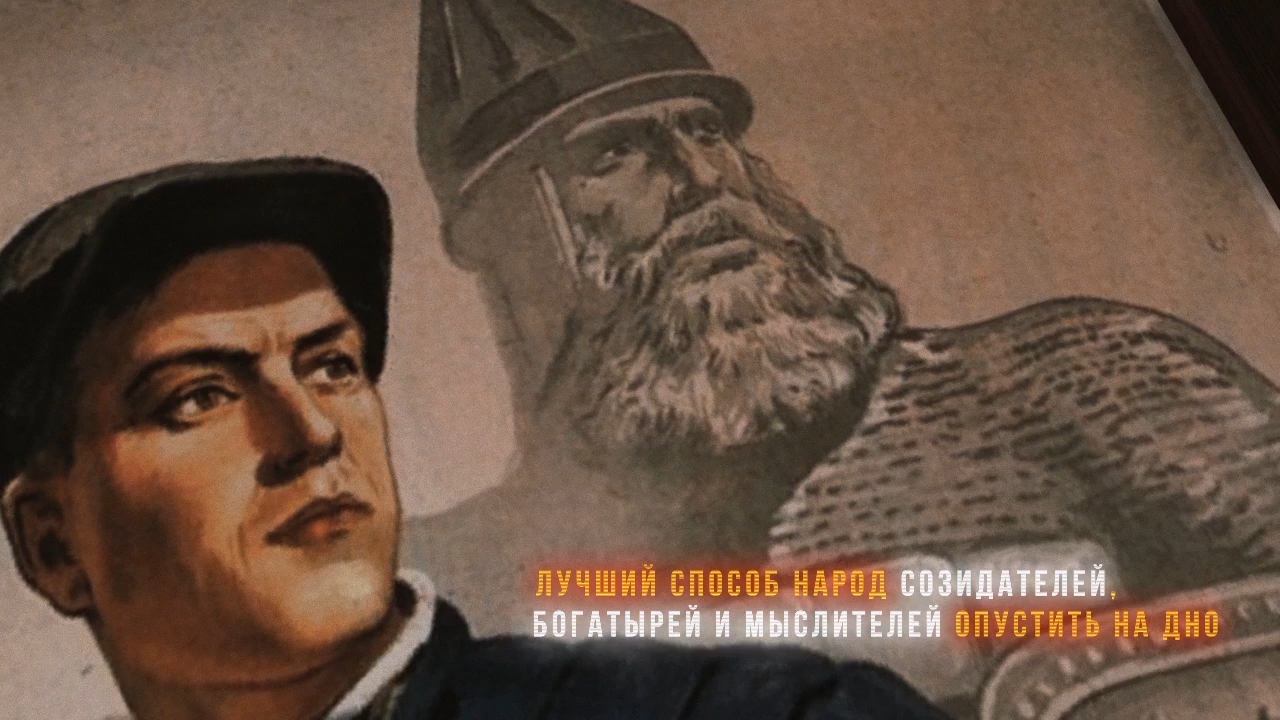 ЛУЧШИЙ СПОСОБ НАРОД СОЗИДАТЕЛЕЙ,
БОГАТЫРЕЙ И МЫСЛИТЕЛЕЙ ОПУСТИТЬ НА ДНО